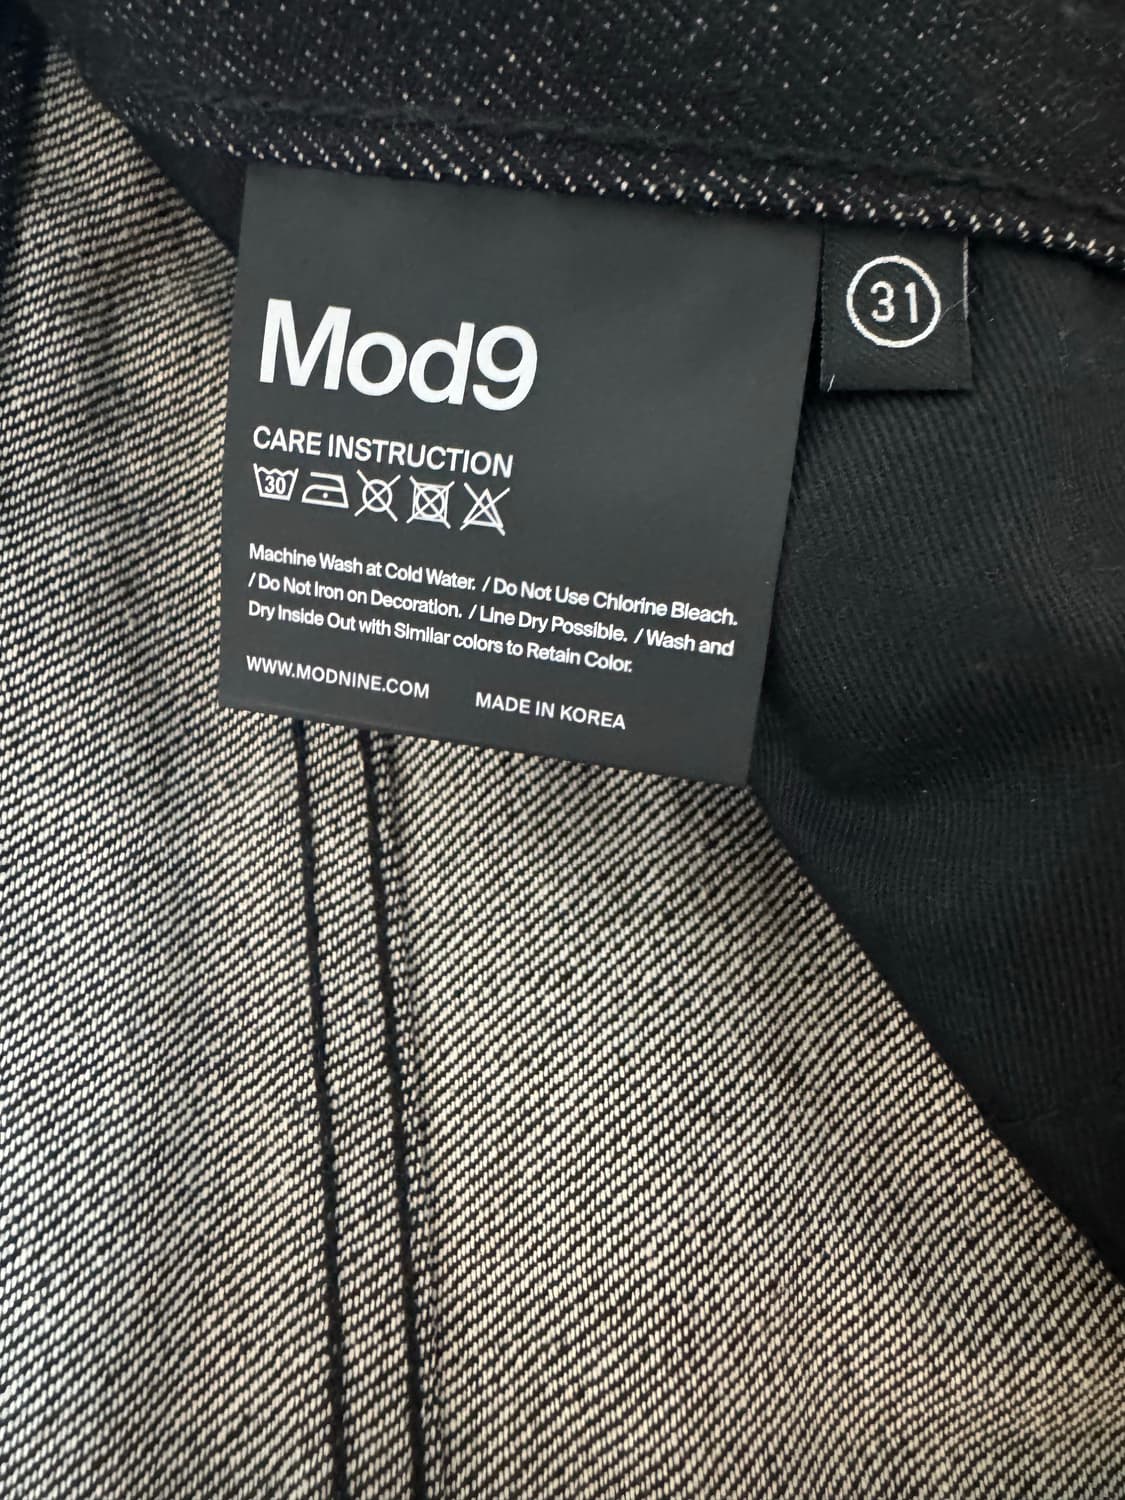 Mod9
31
CARE INSTRUCTION
30
Machine Wash at Cold Water. / Do Not Use Chlorine Bleach.
/ Do Not Iron on Decoration. / Line Dry Possible. / Wash and
Dry Inside Out with Similar colors to Retain Color.
WWW.MODNINE.COM MADE IN KOREA